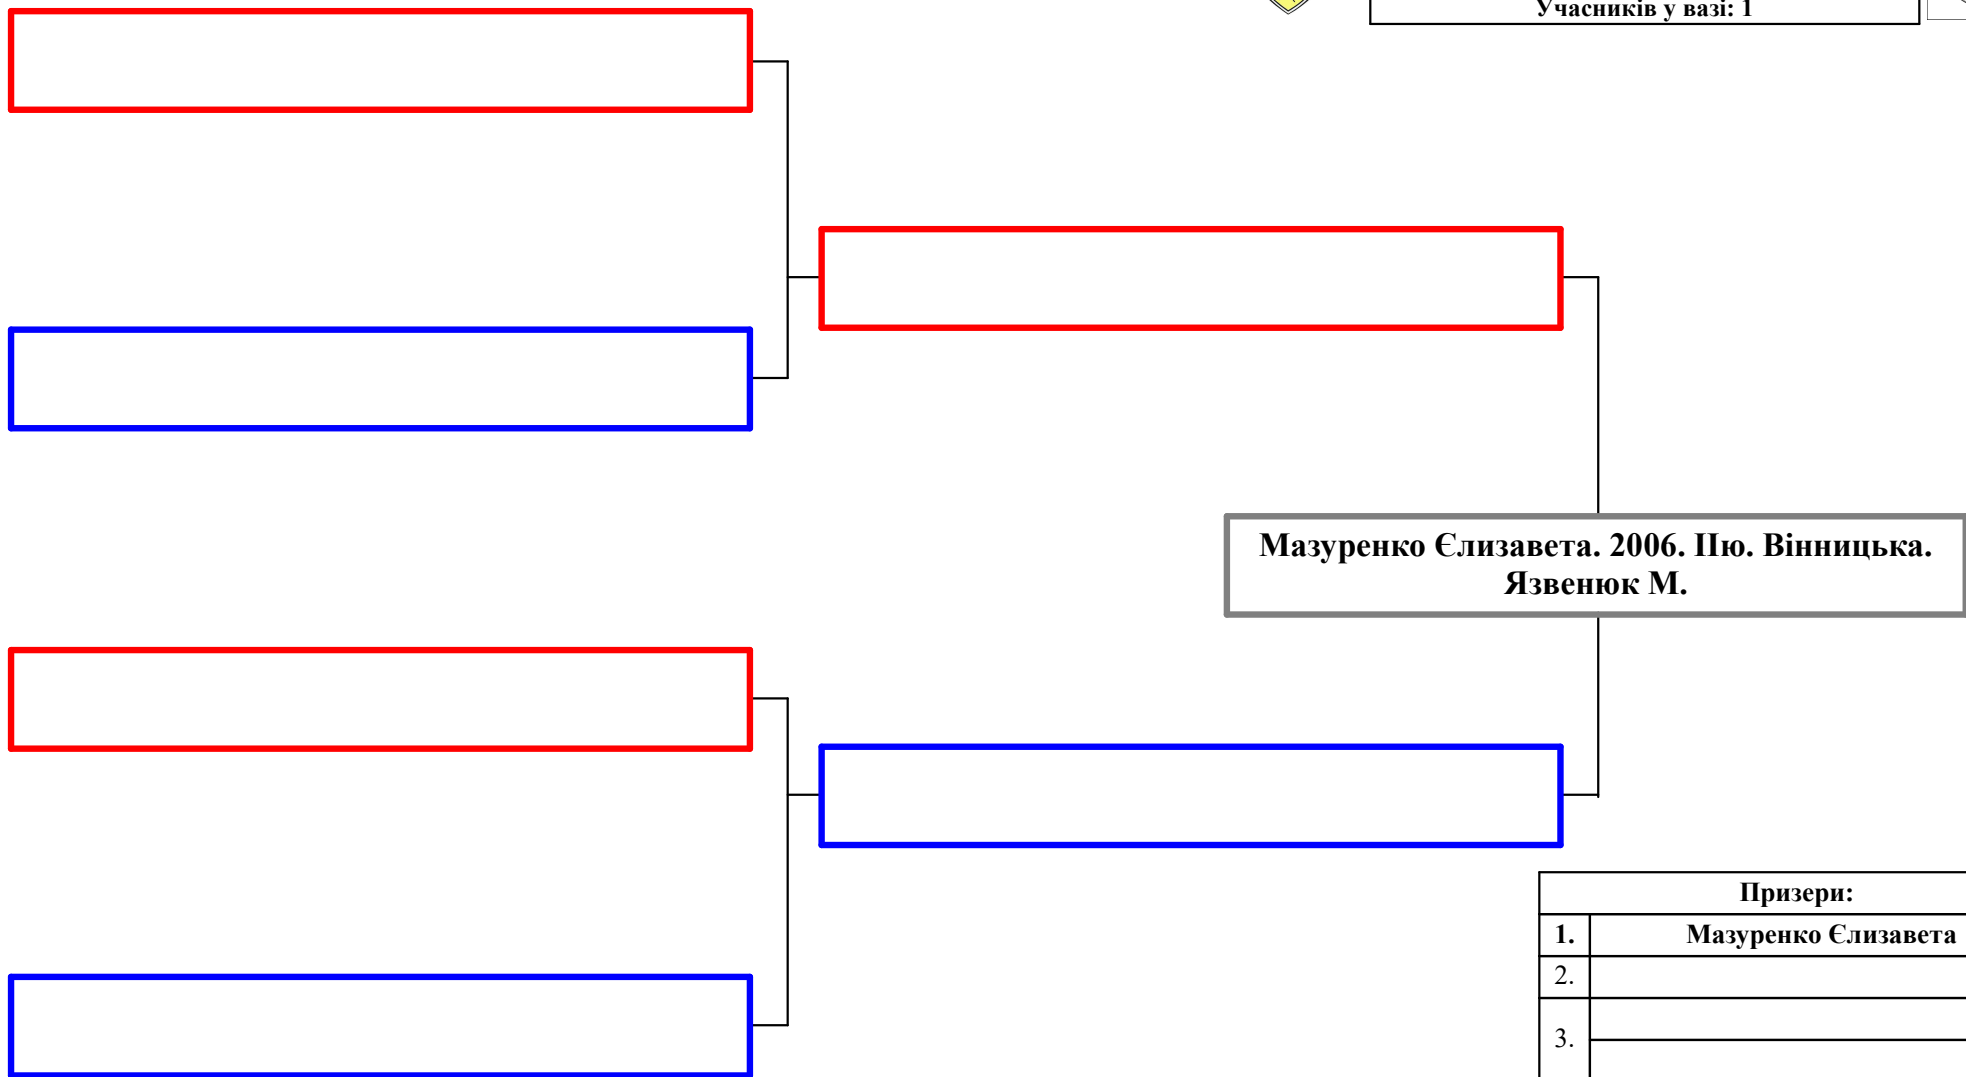 Учасників у вазі: 1
Мазуренко Єлизавета. 2006. ІІю. Вінницька.
Язвенюк М.
Призери:
1. Мазуренко Єлизавета
2.
3.